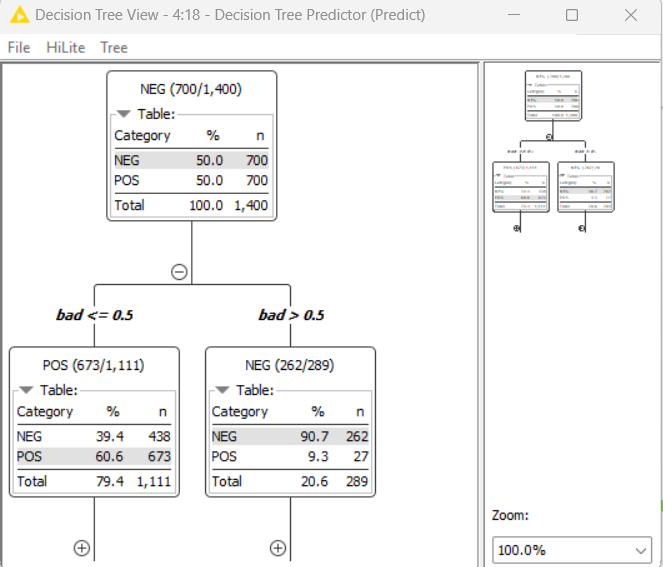 Decision Tree View - 4:18 - Decision Tree Predictor (Predict)
File HiLite Tree
NEG (700/1,400)
Table:
Category % n
NEG 50.0 700
POS 50.0 700
Total 100.0 1,400
bad <= 0.5
bad > 0.5
POS (673/1,111)
Table:
Category % n
NEG 39.4 438
POS 60.6 673
Total 79.4 1,111
NEG (262/289)
Table:
Category % n
NEG 90.7 262
POS 9.3 27
Total 20.6 289
Zoom:
100.0%